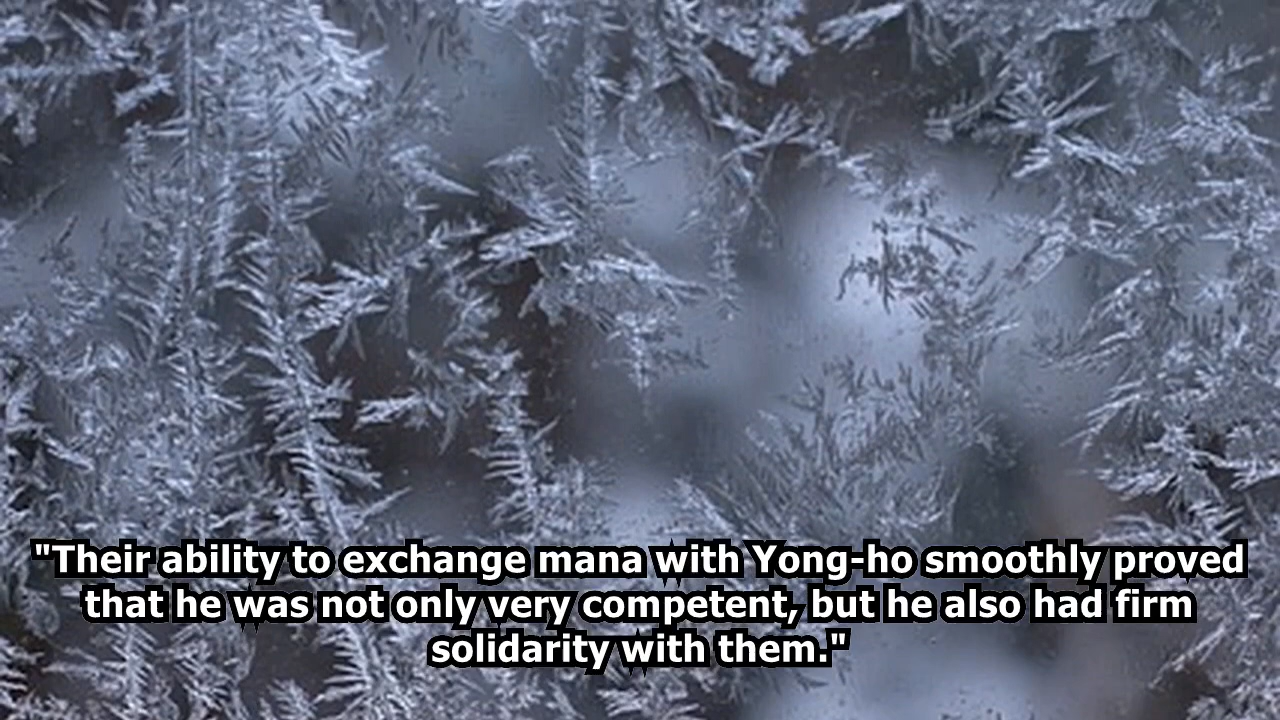 "Their ability to exchange mana with Yong-ho smoothly proved
that he was not only very competent, but he also had firm
solidarity with them."